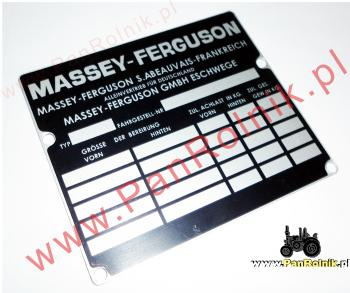 MASSEY-FERGUSON
MASSEY-FERGUSON S.A BEAUVAIS-FRANKREICH
ALLEINVERTRIEB FÜR DEUTSCHLAND
MASSEY-FERGUSON GMBH ESCHWEGE
TYP FAHRGESTELL-NR
GRÖSSE DER BEREIFUNG ZUL. ACHLAST IN KG. ZUL GES.
VORN HINTEN VORN HINTEN GEW IN KG
www.PanRolnik.pl
www.PanRolnik.pl
www.PanRolnik.pl